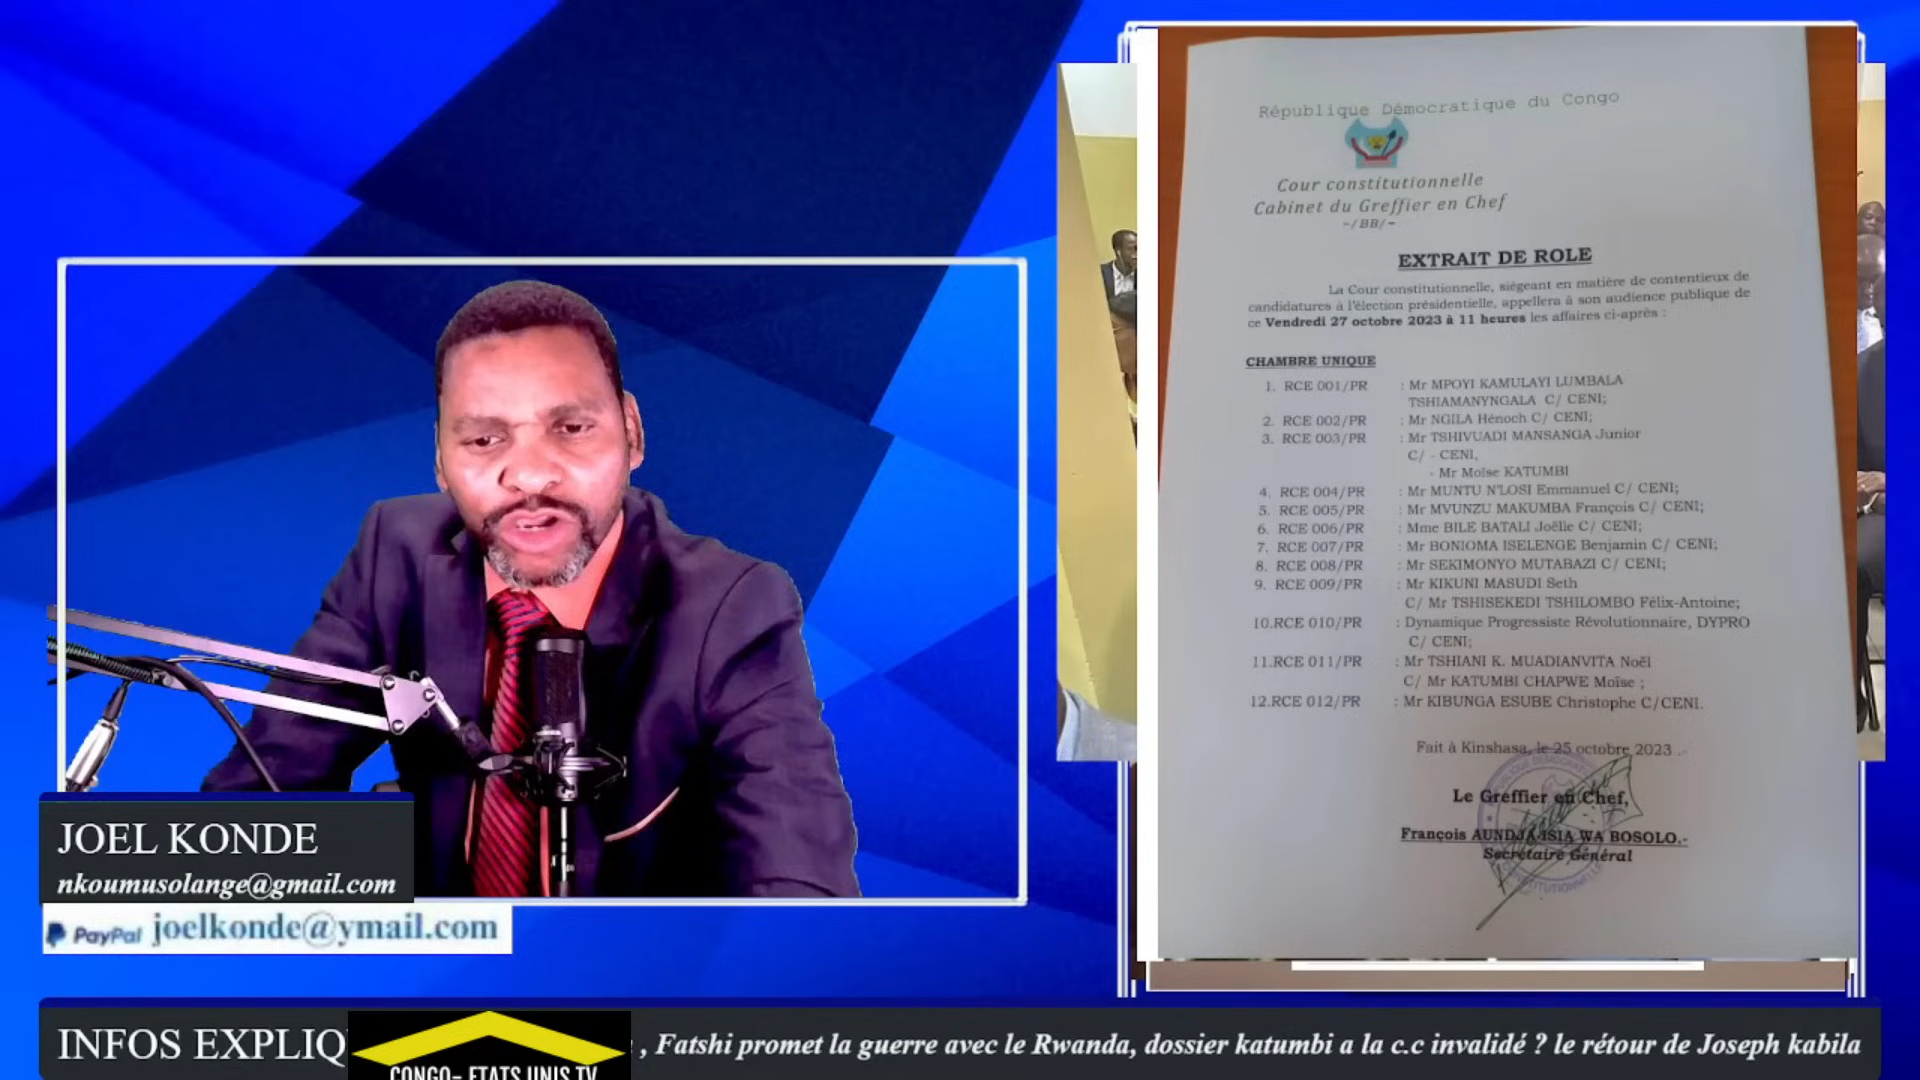 République Démocratique du Congo
Cour constitutionnelle
Cabinet du Greffier en Chef
-/BB/-
EXTRAIT DE ROLE
La Cour constitutionnelle, siégeant en matière de contentieux de
candidatures à l'élection présidentielle, appellera à son audience publique de
ce Vendredi 27 octobre 2023 à 11 heures les affaires ci-après :
CHAMBRE UNIQUE
1. RCE 001/PR : Mr MPOYI KAMULAYI LUMBALA
TSHIAMANYNGALA C/ CENI;
2. RCE 002/PR : Mr NGILA Hénoch C/ CENI;
3. RCE 003/PR : Mr TSHIVUADI MANSANGA Junior
C/ - CENI,
- Mr Moïse KATUMBI
4. RCE 004/PR : Mr MUNTU N'LOSI Emmanuel C/ CENI;
5. RCE 005/PR : Mr MVUNZU MAKUMBA François C/ CENI;
6. RCE 006/PR : Mme BILE BATALI Joëlle C/ CENI;
7. RCE 007/PR : Mr BONIOMA ISELENGE Benjamin C/ CENI;
8. RCE 008/PR : Mr SEKIMONYO MUTABAZI C/ CENI;
9. RCE 009/PR : Mr KIKUNI MASUDI Seth
C/ Mr TSHISEKEDI TSHILOMBO Félix-Antoine;
10.RCE 010/PR : Dynamique Progressiste Révolutionnaire, DYPRO
C/ CENI;
11.RCE 011/PR : Mr TSHIANI K. MUADIANVITA Noël
C/ Mr KATUMBI CHAPWE Moïse ;
12.RCE 012/PR : Mr KIBUNGA ESUBE Christophe C/CENI.
Fait à Kinshasa, le 25 octobre 2023 .-
Le Greffier en Chef,
François AUNDJA ISIA WA BOSOLO.-
Secrétaire Général
JOEL KONDE
nkoumusolange@gmail.com
PayPal joelkonde@ymail.com
INFOS EXPLIQ , Fatshi promet la guerre avec le Rwanda, dossier katumbi a la c.c invalidé ? le rétour de Joseph kabila
CONGO- ETATS UNIS TV